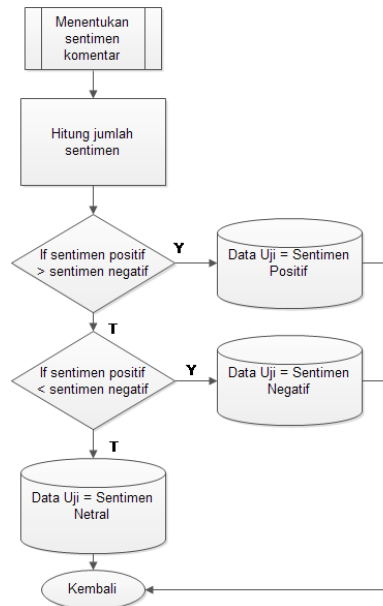 Menentukan
sentimen
komentar
Hitung jumlah
sentimen
If sentimen positif
> sentimen negatif
Y
Data Uji = Sentimen
Positif
T
If sentimen positif
< sentimen negatif
Y
Data Uji = Sentimen
Negatif
T
Data Uji = Sentimen
Netral
Kembali